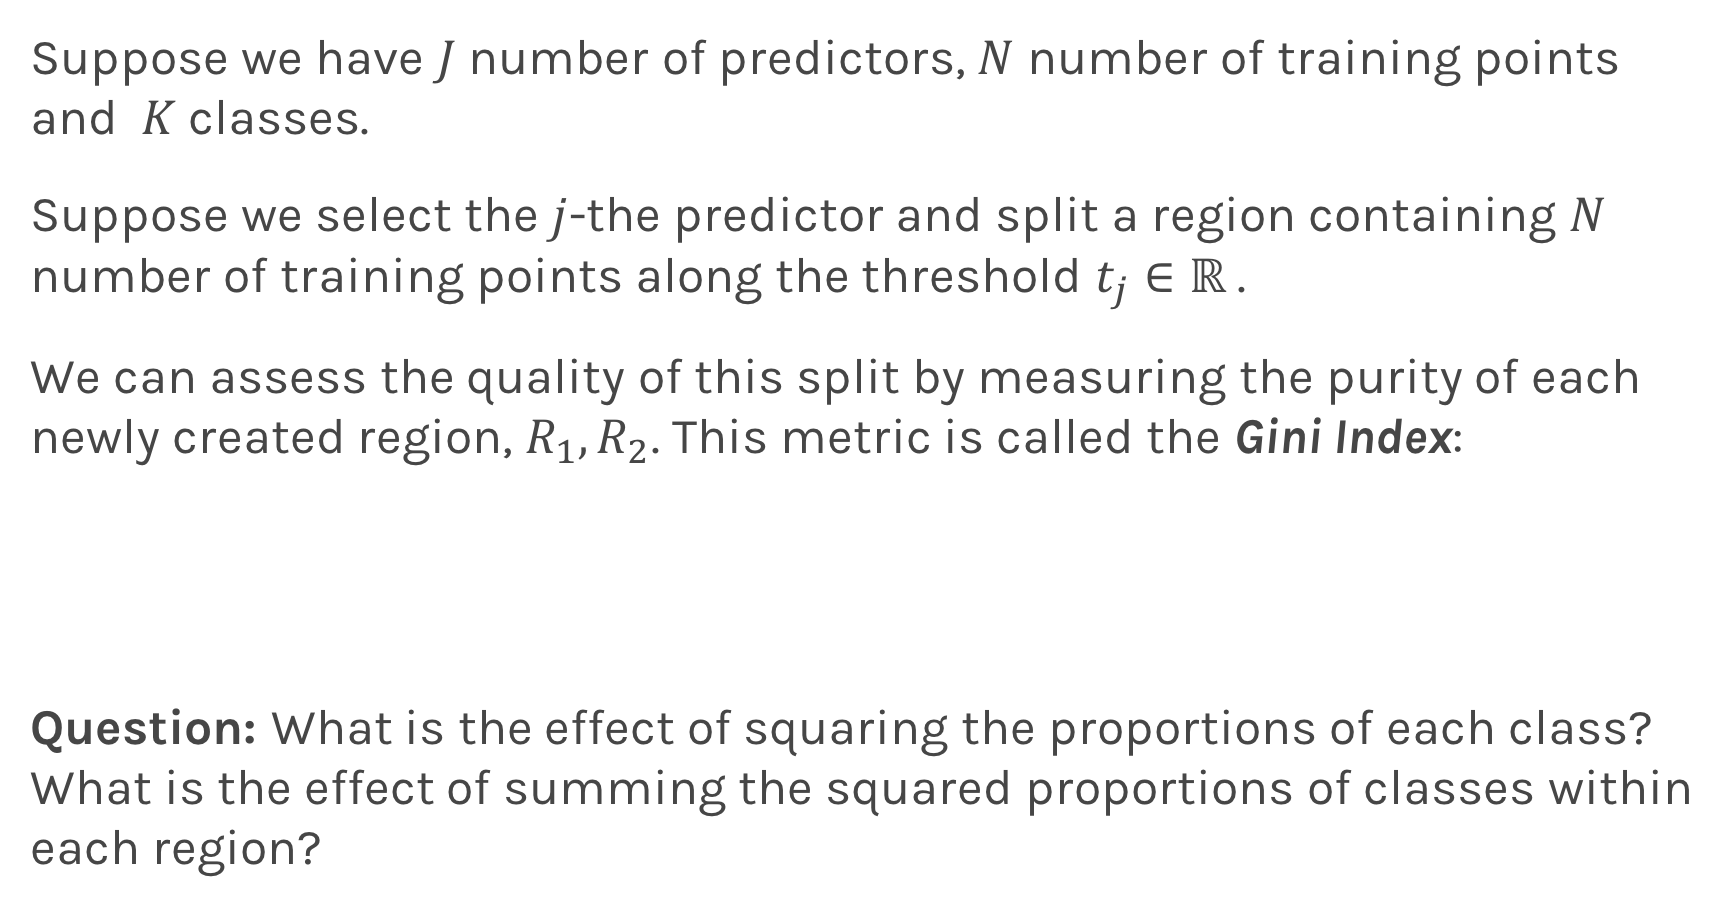 Suppose we have J number of predictors, N number of training points
and K classes.
Suppose we select the j-the predictor and split a region containing N
number of training points along the threshold tⱼ ∈ ℝ .
We can assess the quality of this split by measuring the purity of each
newly created region, R₁, R₂. This metric is called the Gini Index:
Question: What is the effect of squaring the proportions of each class?
What is the effect of summing the squared proportions of classes within
each region?